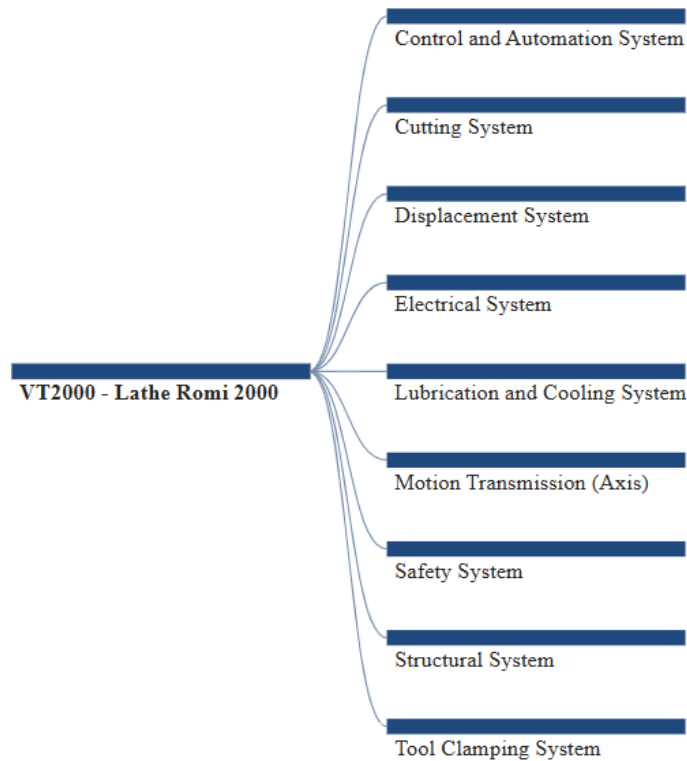 Control and Automation System
Cutting System
Displacement System
Electrical System
VT2000 - Lathe Romi 2000
Lubrication and Cooling System
Motion Transmission (Axis)
Safety System
Structural System
Tool Clamping System